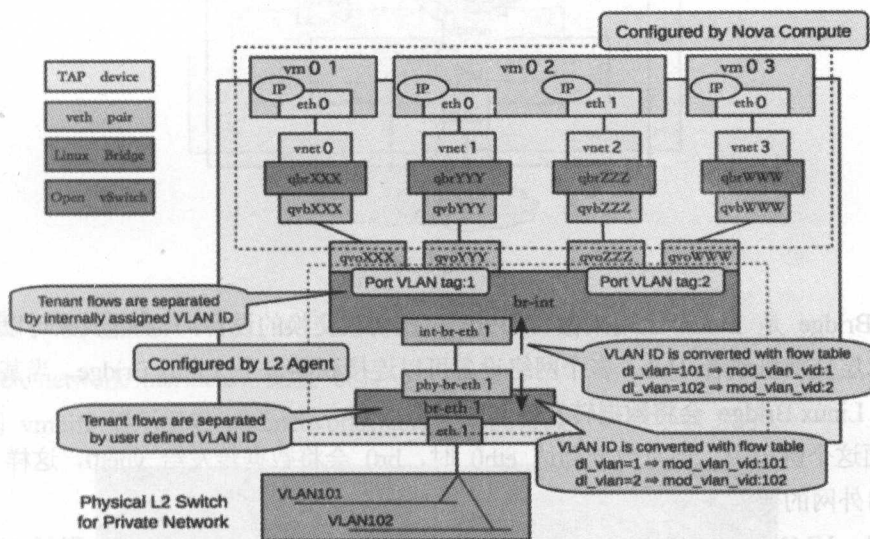 Configured by Nova Compute
TAP device
veth pair
Linux Bridge
Open vSwitch
vm 0 1
vm 0 2
vm 0 3
IP
eth 0
IP
eth 0
IP
eth 1
IP
eth 0
vnet 0
vnet 1
vnet 2
vnet 3
qbrXXX
qbrYYY
qbrZZZ
qbrWWW
qvbXXX
qvbYYY
qvbZZZ
qvbWWW
qvoXXX
qvoYYY
qvoZZZ
qvoWWW
Port VLAN tag:1
Port VLAN tag:2
br-int
Tenant flows are separated
by internally assigned VLAN ID
int-br-eth 1
Configured by L2 Agent
VLAN ID is converted with flow table
dl_vlan=101 ⇒ mod_vlan_vid:1
dl_vlan=102 ⇒ mod_vlan_vid:2
phy-br-eth 1
br-eth 1
Tenant flows are separated
by user defined VLAN ID
eth 1
VLAN ID is converted with flow table
dl_vlan=1 ⇒ mod_vlan_vid:101
dl_vlan=2 ⇒ mod_vlan_vid:102
VLAN101
VLAN102
Physical L2 Switch
for Private Network